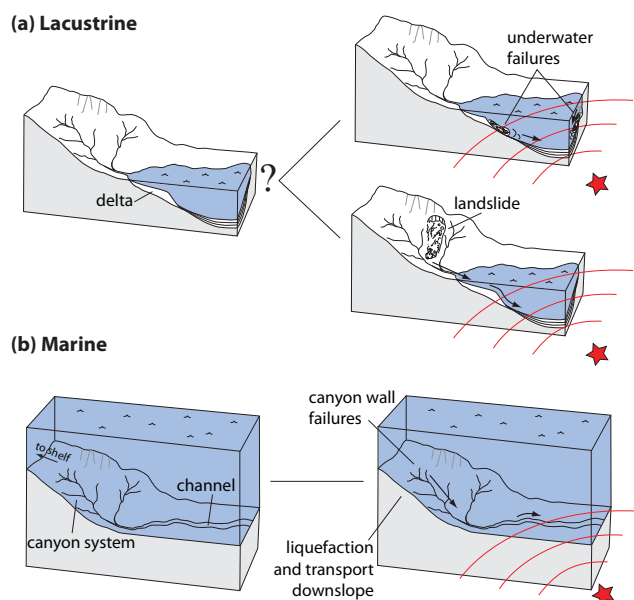 (a) Lacustrine
underwater
failures
delta
?
landslide
(b) Marine
canyon wall
failures
to shelf
channel
canyon system
liquefaction
and transport
downslope